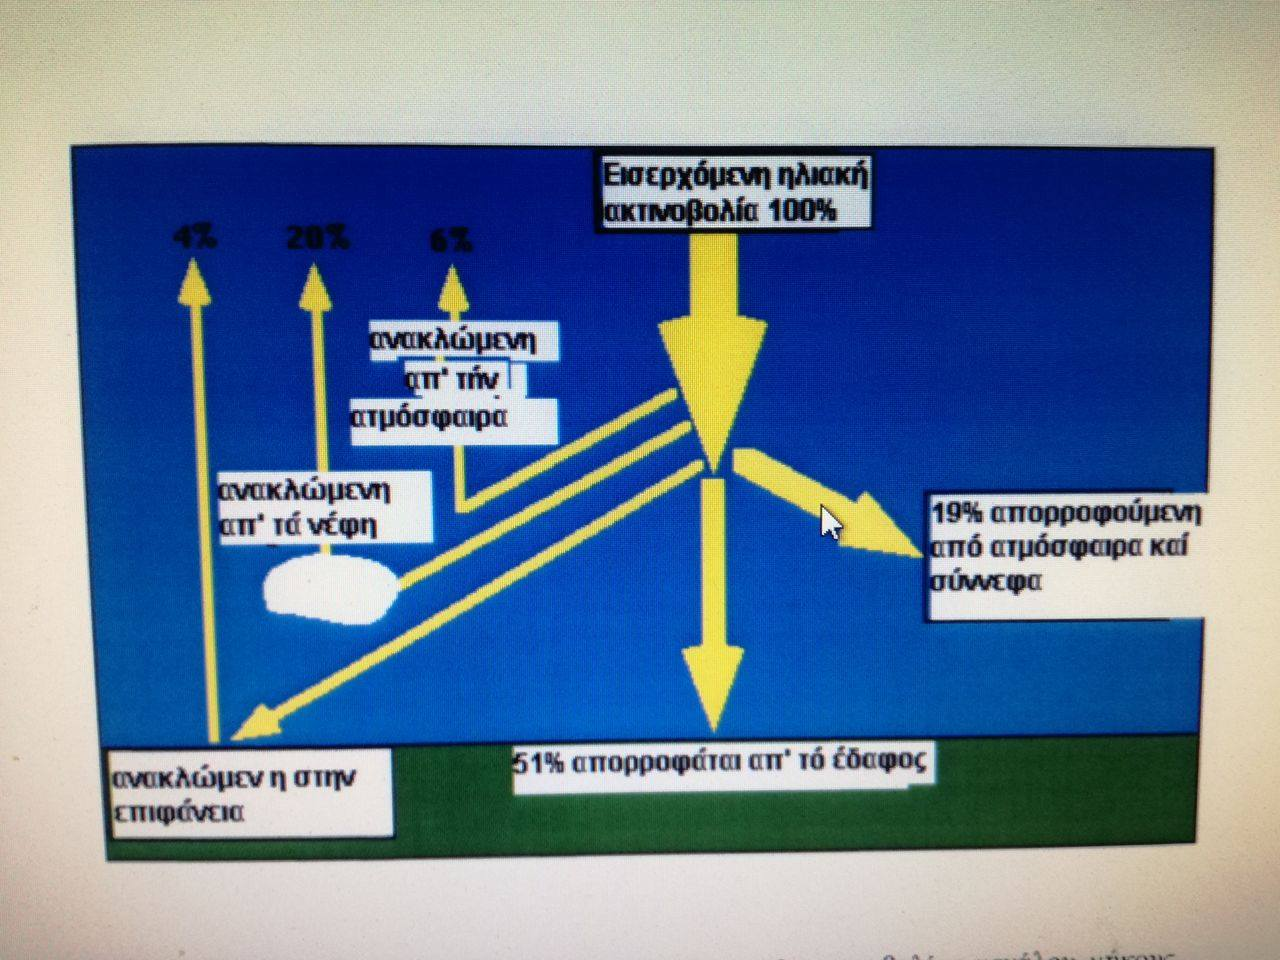 Εισερχόμενη ηλιακή
ακτινοβολία 100%
4%
20%
6%
ανακλώμενη
απ' τήν
ατμόσφαιρα
ανακλώμενη
απ' τά νέφη
19% απορροφούμενη
από ατμόσφαιρα καί
σύννεφα
51% απορροφάται απ' τό έδαφος
ανακλώμεν η στην
επιφάνεια